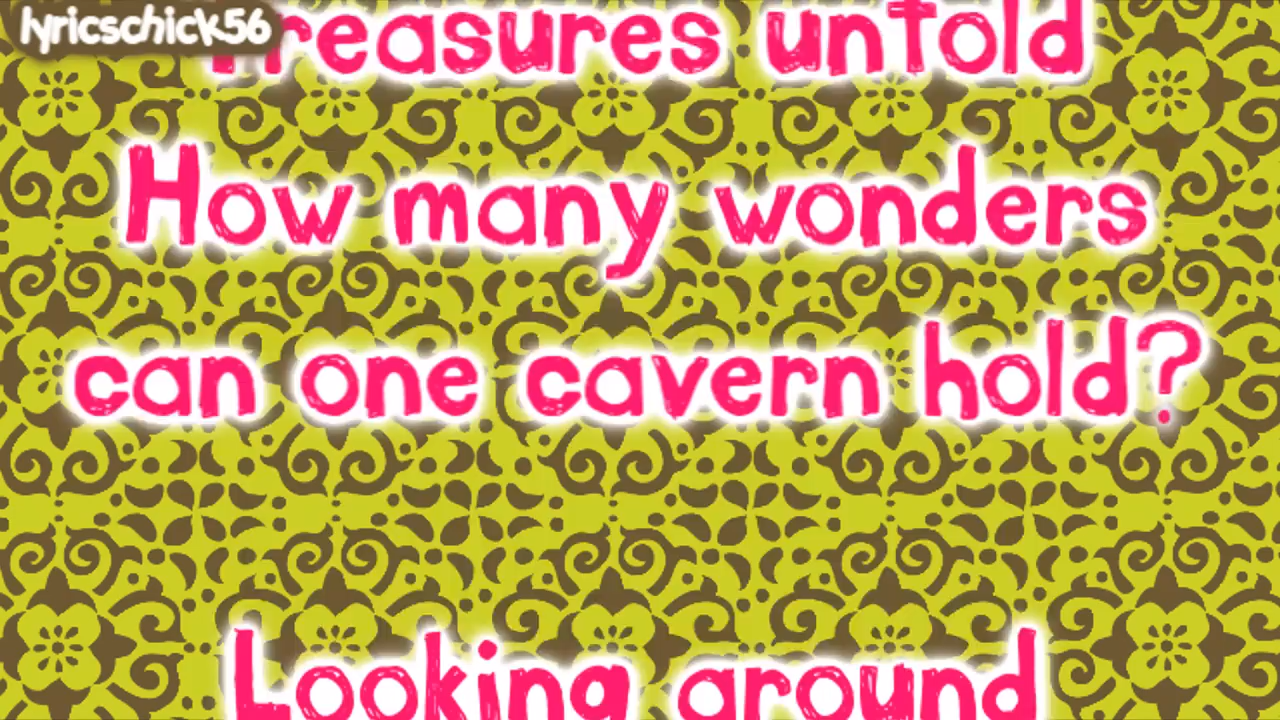 lyricschick56
Treasures untold
How many wonders
can one cavern hold?
Looking around